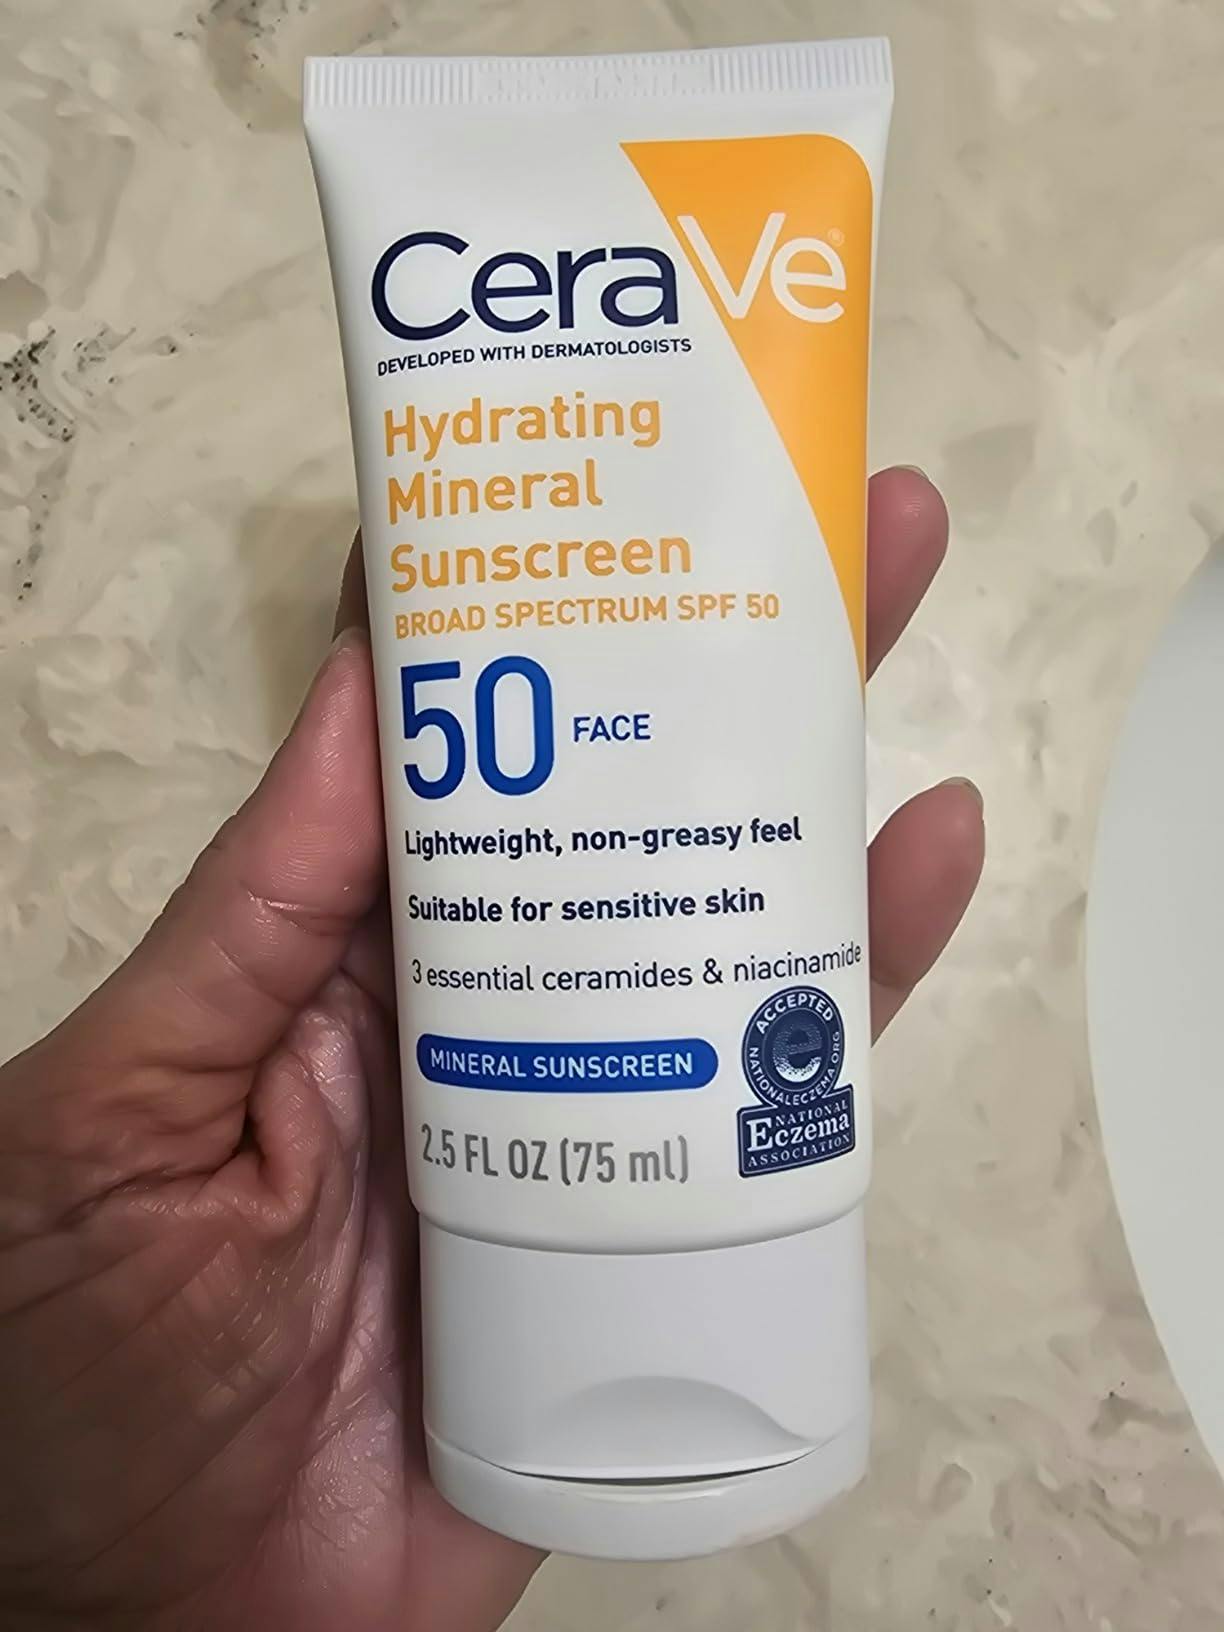 CeraVe®
DEVELOPED WITH DERMATOLOGISTS
Hydrating
Mineral
Sunscreen
BROAD SPECTRUM SPF 50
50 FACE
Lightweight, non-greasy feel
Suitable for sensitive skin
3 essential ceramides & niacinamide
MINERAL SUNSCREEN
2.5 FL OZ (75 ml)
ACCEPTED
e
NATIONALECZEMA.ORG
NATIONAL
Eczema
ASSOCIATION